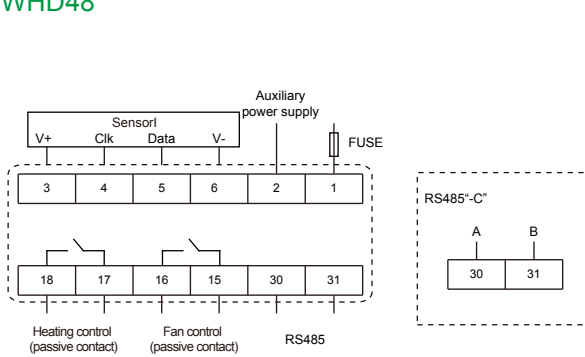 WHD48
Auxiliary
power supply
SensorI
V+ Clk Data V-
FUSE
3 4 5 6 2 1
18 17 16 15 30 31
Heating control
(passive contact)
Fan control
(passive contact)
RS485
RS485“-C”
A B
30 31